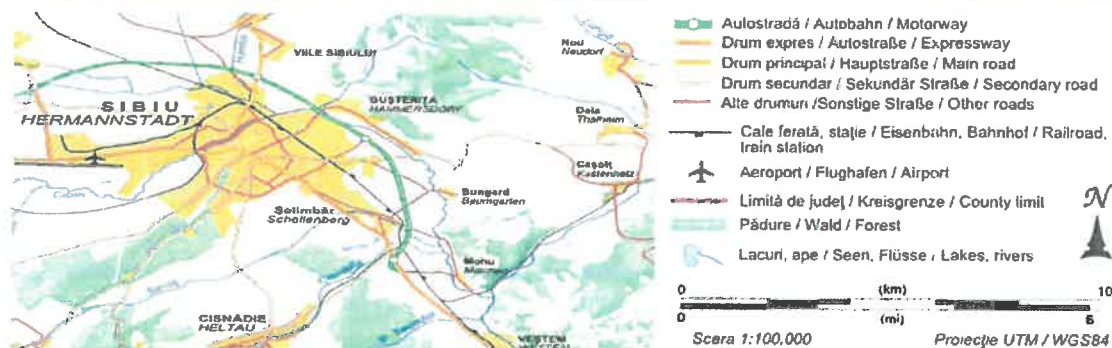 VIILE SIBIULUI
Nou
Neudorf
SIBIU
HERMANNSTADT
GUȘTERIȚA
HAMMERSDORF
Daia
Thalheim
Cașolț
Kastenholz
Bungard
Baumgarten
Șelimbăr
Schellenberg
Mohu
CISNĂDIE
HELTAU
VEȘTEM
Autostradă / Autobahn / Motorway
Drum expres / Autostraße / Expressway
Drum principal / Hauptstraße / Main road
Drum secundar / Sekundär Straße / Secondary road
Alte drumuri /Sonstige Straße / Other roads
Cale ferată, stație / Eisenbahn, Bahnhof / Railroad,
train station
Aeroport / Flughafen / Airport
N
Limită de județ / Kreisgrenze / County limit
Pădure / Wald / Forest
Lacuri, ape / Seen, Flüsse / Lakes, rivers
0 (km) 10
0 (mi) 6
Scara 1:100,000 Proiecție UTM / WGS84